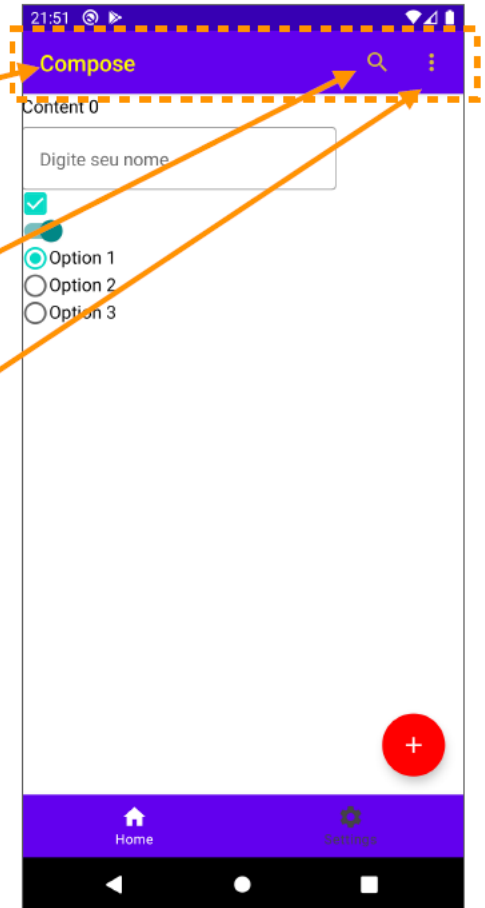 21:51
Compose
Content 0
Digite seu nome
Option 1
Option 2
Option 3
Home
Settings